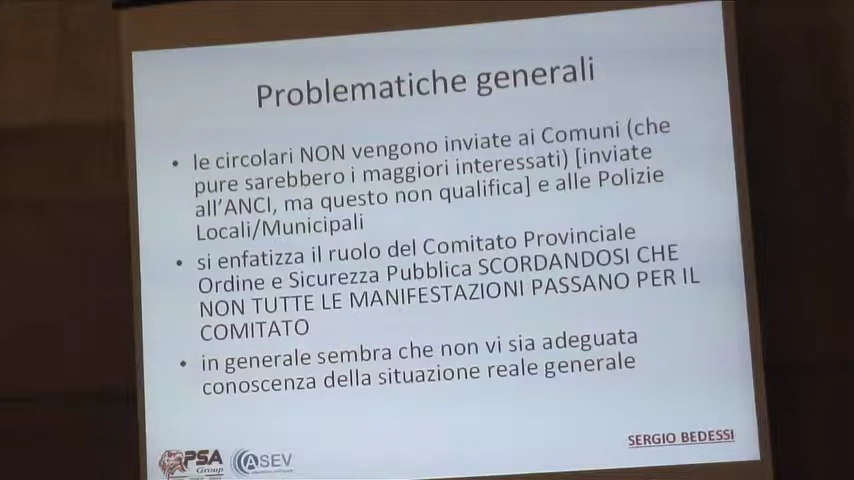 Problematiche generali
• le circolari NON vengono inviate ai Comuni (che
pure sarebbero i maggiori interessati) [inviate
all'ANCI, ma questo non qualifica] e alle Polizie
Locali/Municipali
• si enfatizza il ruolo del Comitato Provinciale
Ordine e Sicurezza Pubblica SCORDANDOSI CHE
NON TUTTE LE MANIFESTAZIONI PASSANO PER IL
COMITATO
• in generale sembra che non vi sia adeguata
conoscenza della situazione reale generale
SERGIO BEDESSI
PSA
Group
ASEV